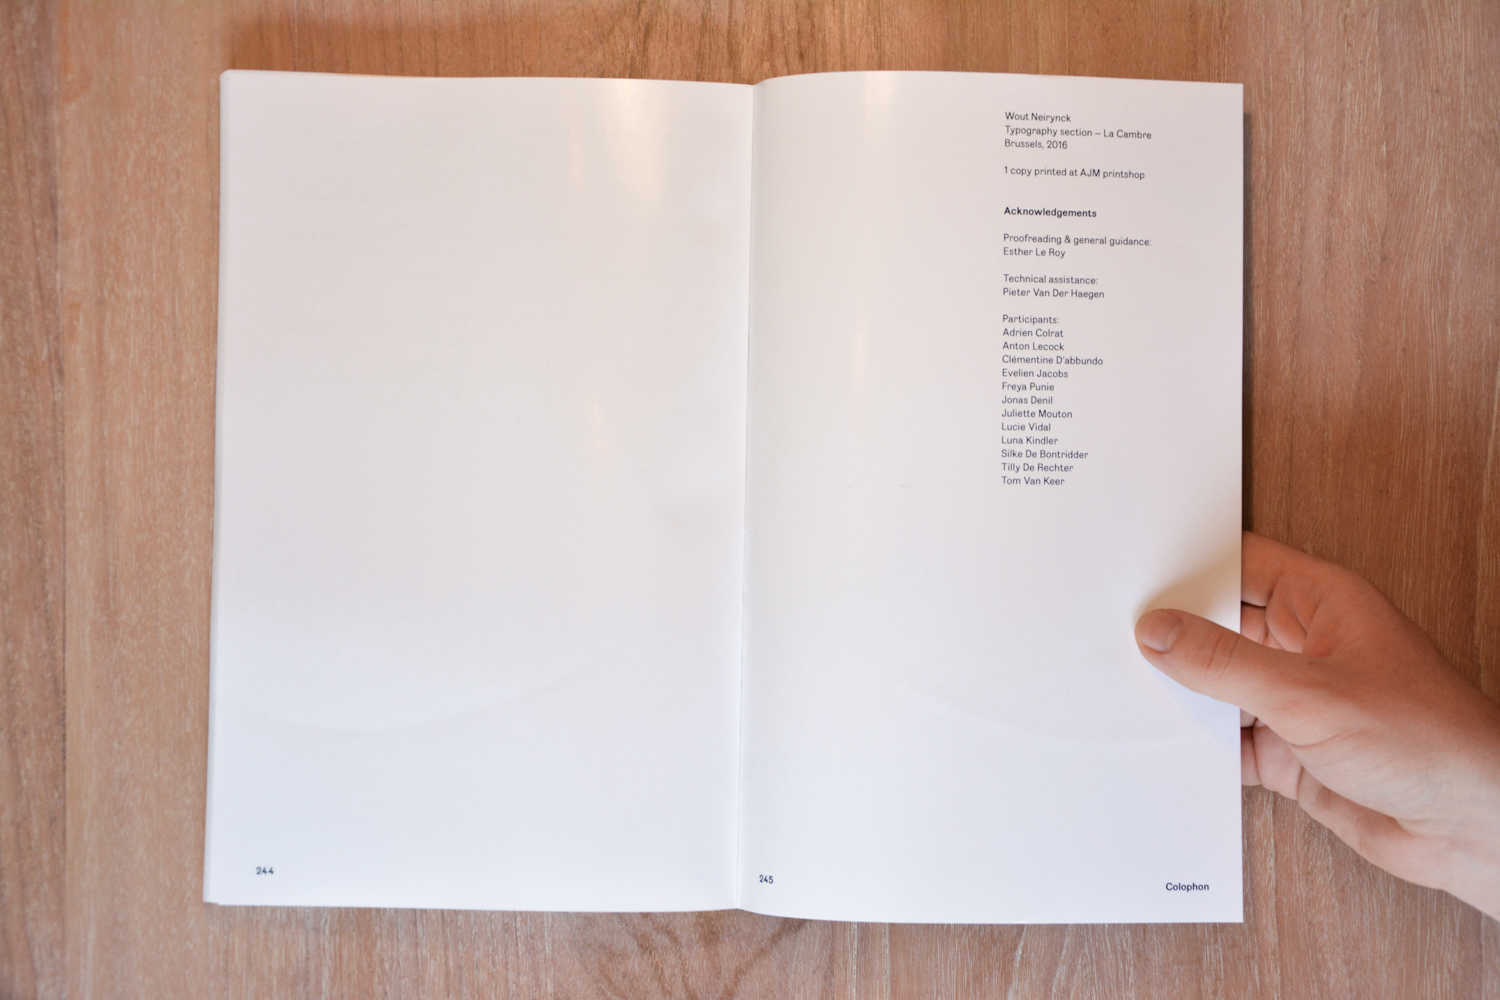 Wout Neirynck
Typography section – La Cambre
Brussels, 2016
1 copy printed at AJM printshop
Acknowledgements
Proofreading & general guidance:
Esther Le Roy
Technical assistance:
Pieter Van Der Haegen
Participants:
Adrien Colrat
Anton Lecock
Clémentine D'abbundo
Evelien Jacobs
Freya Punie
Jonas Denil
Juliette Mouton
Lucie Vidal
Luna Kindler
Silke De Bontridder
Tilly De Rechter
Tom Van Keer
244
245
Colophon